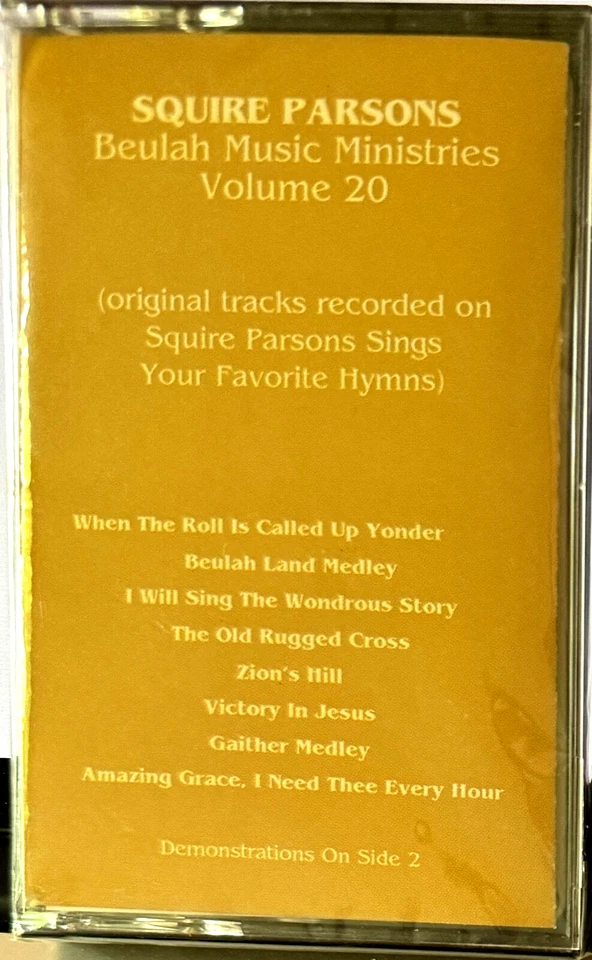 SQUIRE PARSONS
Beulah Music Ministries
Volume 20
(original tracks recorded on
Squire Parsons Sings
Your Favorite Hymns)
When The Roll Is Called Up Yonder
Beulah Land Medley
I Will Sing The Wondrous Story
The Old Rugged Cross
Zion's Hill
Victory In Jesus
Gaither Medley
Amazing Grace, I Need Thee Every Hour
Demonstrations On Side 2